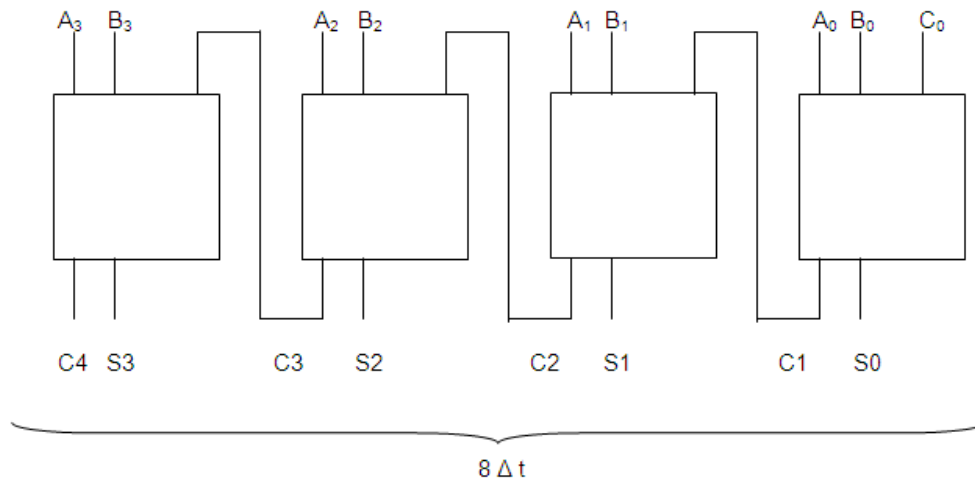 A₃ B₃ A₂ B₂ A₁ B₁ A₀ B₀ C₀
C4 S3 C3 S2 C2 S1 C1 S0
8 Δ t